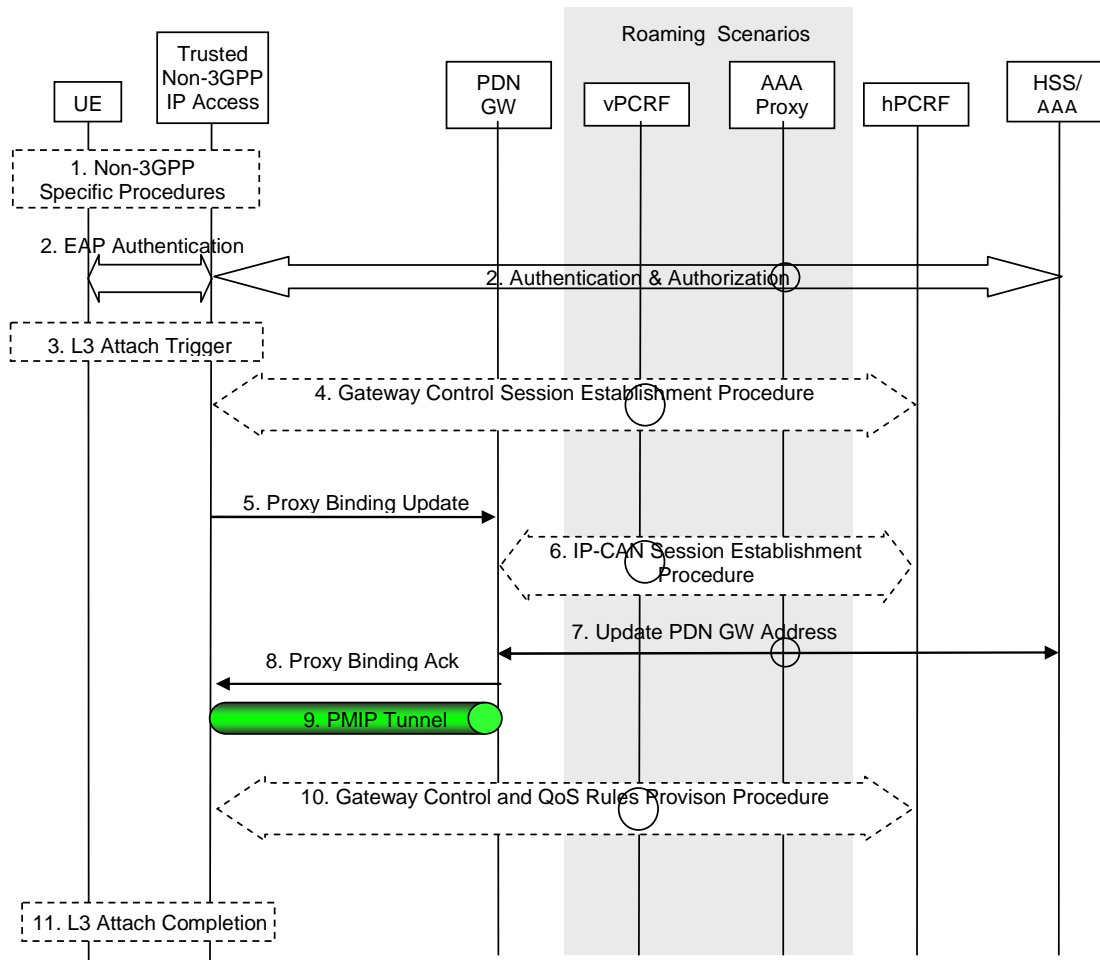 Roaming Scenarios
UE
Trusted
Non-3GPP
IP Access
PDN
GW
vPCRF
AAA
Proxy
hPCRF
HSS/
AAA
1. Non-3GPP
Specific Procedures
2. EAP Authentication
2. Authentication & Authorization
3. L3 Attach Trigger
4. Gateway Control Session Establishment Procedure
5. Proxy Binding Update
6. IP-CAN Session Establishment
Procedure
7. Update PDN GW Address
8. Proxy Binding Ack
9. PMIP Tunnel
10. Gateway Control and QoS Rules Provison Procedure
11. L3 Attach Completion